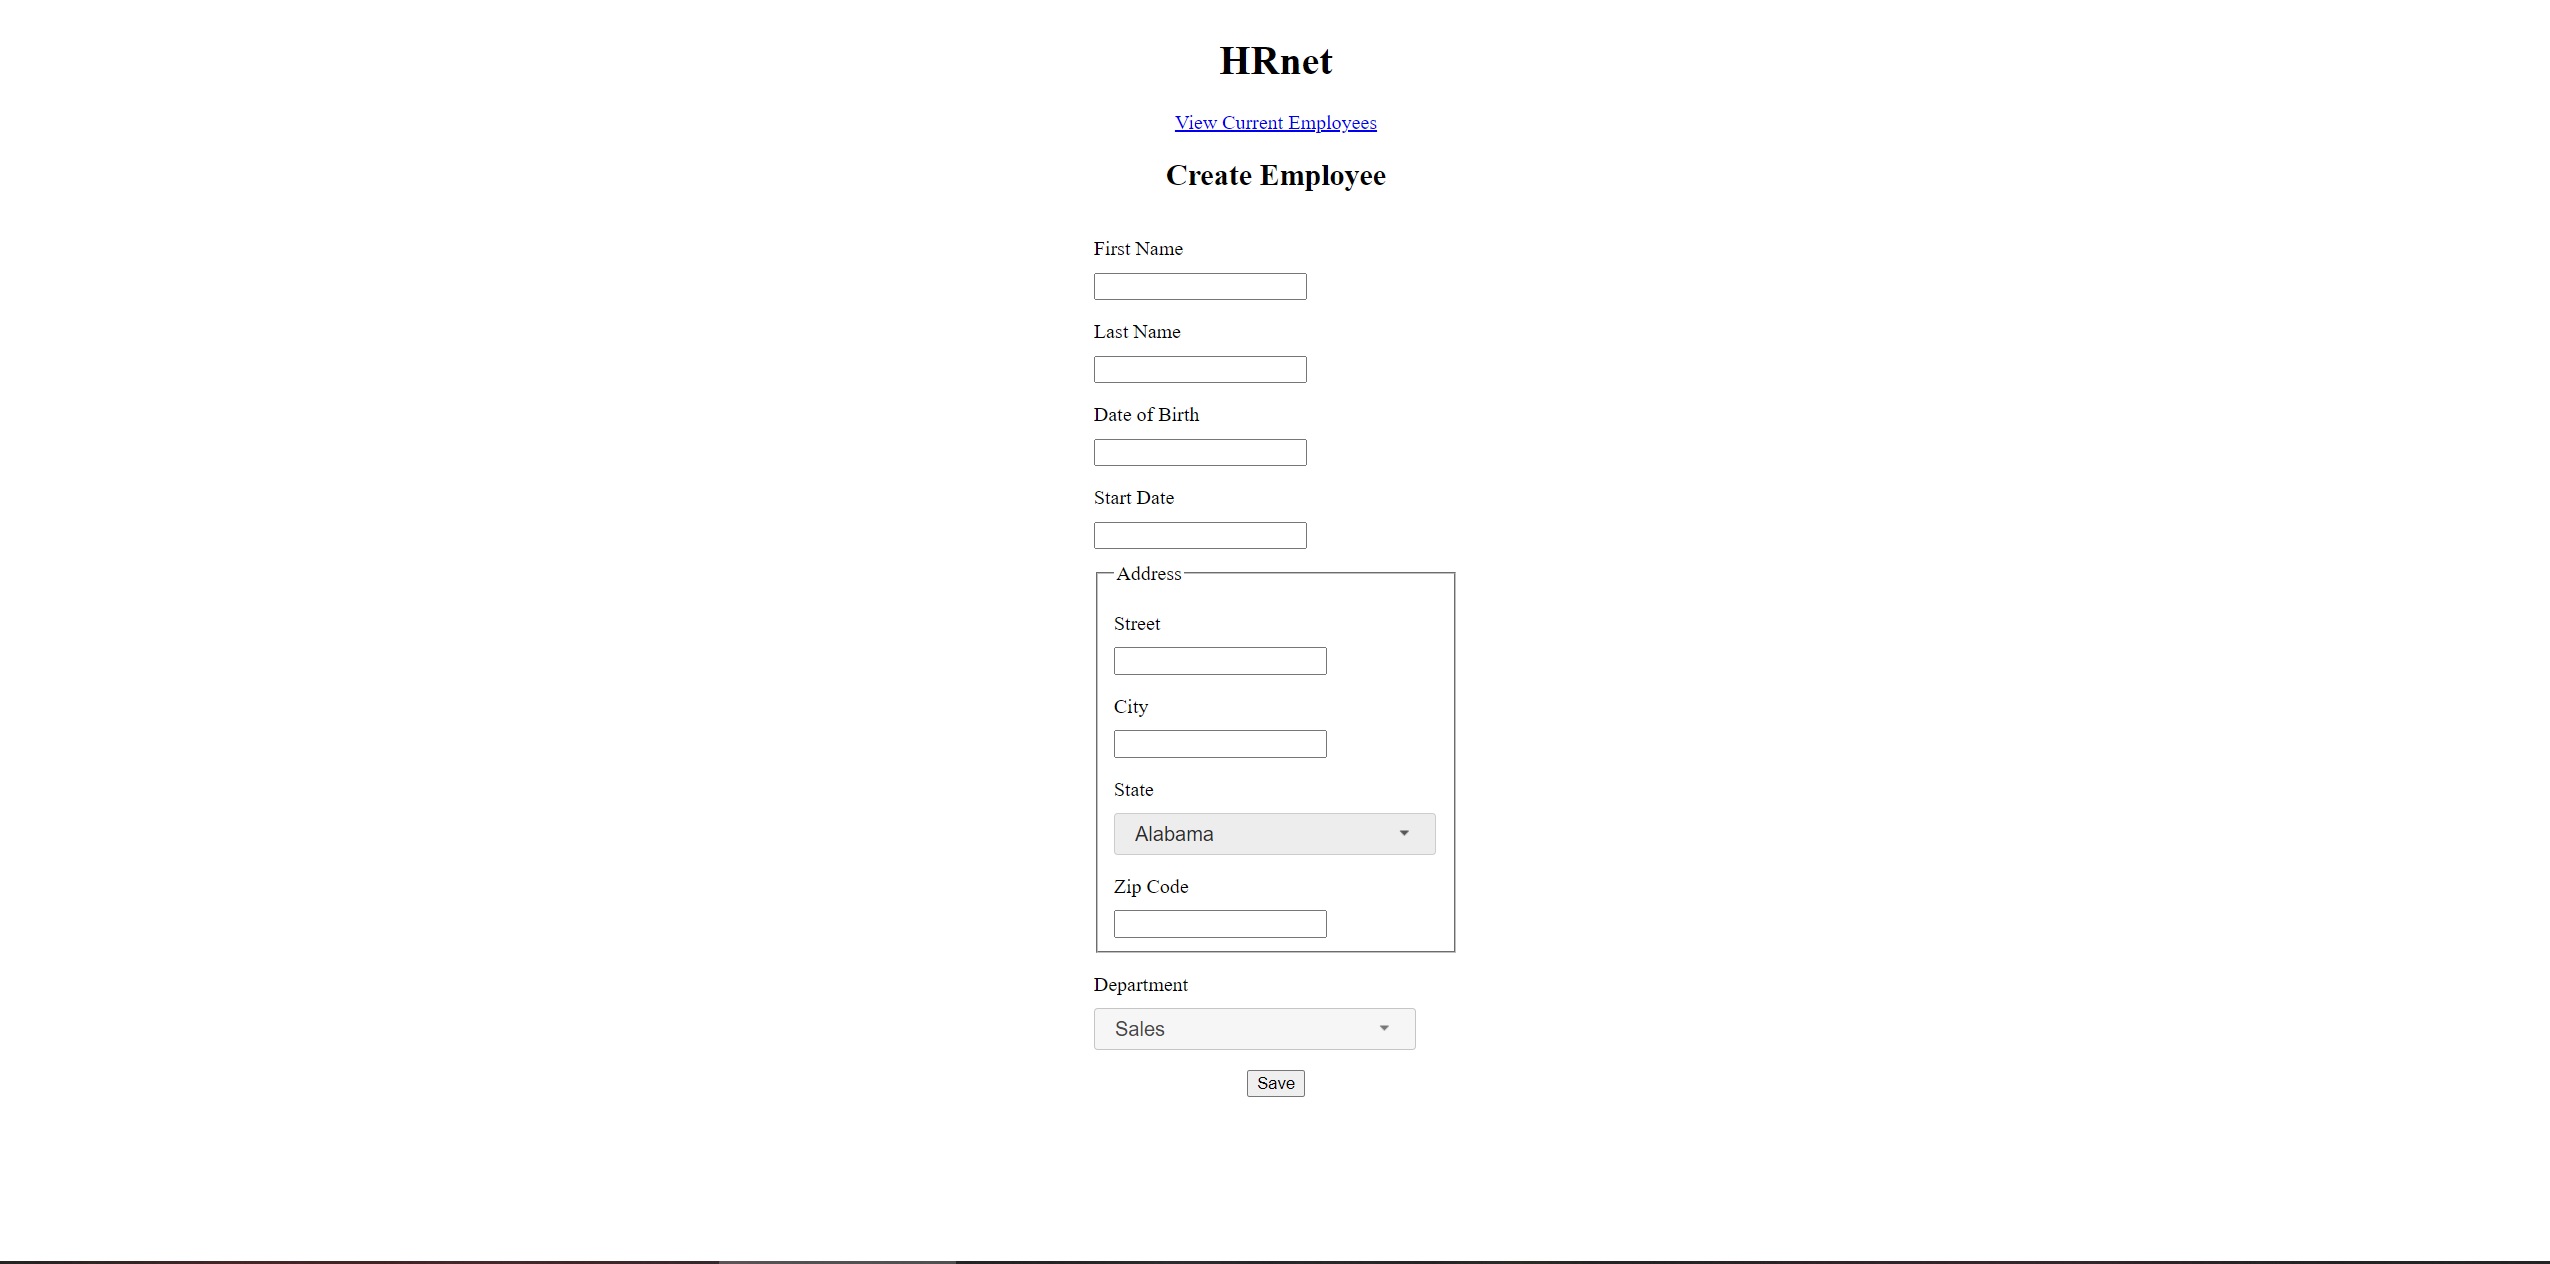 HRnet
View Current Employees
Create Employee
First Name
Last Name
Date of Birth
Start Date
Address
Street
City
State
Alabama
Zip Code
Department
Sales
Save